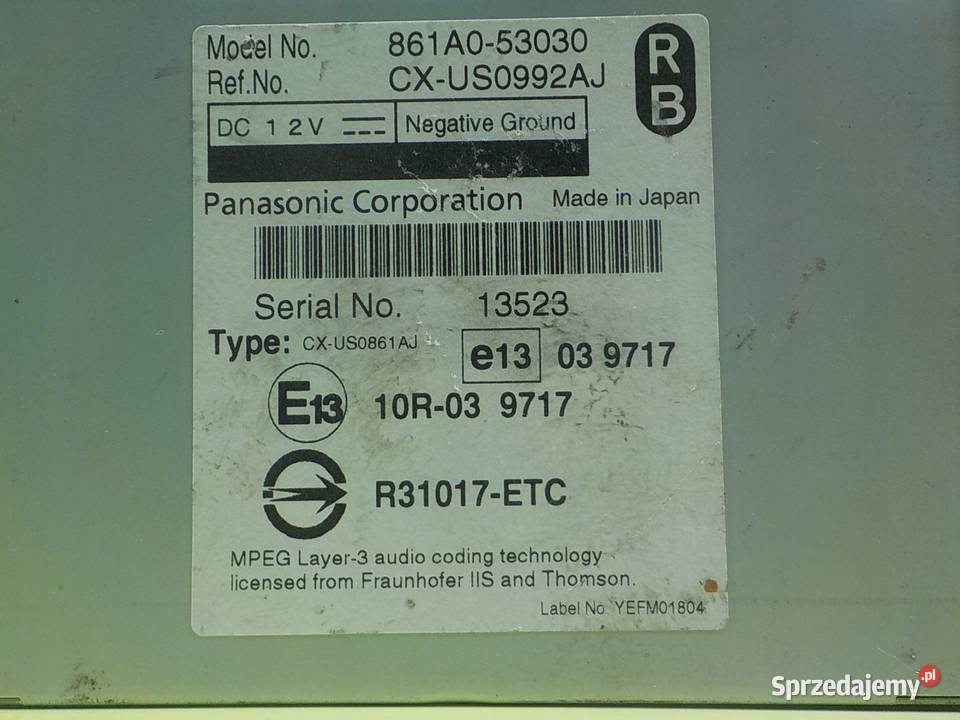 Model No. 861A0-53030
Ref.No. CX-US0992AJ
R
B
DC 12V Negative Ground
Panasonic Corporation Made in Japan
Serial No. 13523
Type: CX-US0861AJ e13 03 9717
E13 10R-03 9717
R31017-ETC
MPEG Layer-3 audio coding technology
licensed from Fraunhofer IIS and Thomson.
Label No. YEFM01804
Sprzedajemy.pl